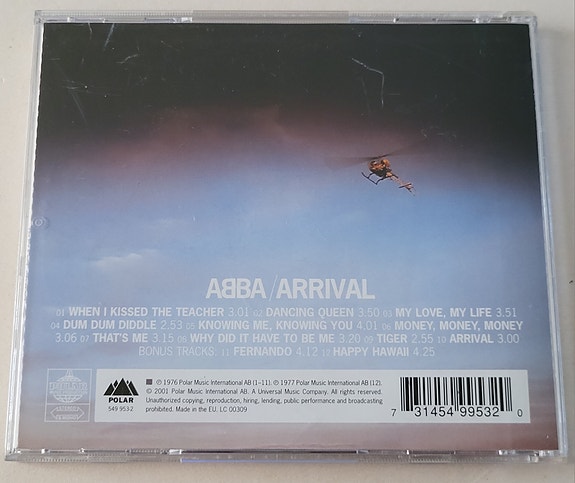 ABBA/ARRIVAL
01 WHEN I KISSED THE TEACHER 3.01 02 DANCING QUEEN 3:50 03 MY LOVE, MY LIFE 3.51
04 DUM DUM DIDDLE 2.53 05 KNOWING ME, KNOWING YOU 4.01 06 MONEY, MONEY, MONEY
3.06 07 THAT'S ME 3.15 08 WHY DID IT HAVE TO BE ME 3.20 09 TIGER 2.55 10 ARRIVAL 3.00
BONUS TRACKS 11 FERNANDO 4.12 12 HAPPY HAWAII 4.25
POLAR
549 953-2
℗ 1976 Polar Music International AB (1–11). ℗ 1977 Polar Music International AB (12).
© 2001 Polar Music International AB. A Universal Music Company. All rights reserved.
Unauthorized copying, reproduction, hiring, lending, public performance and broadcasting
prohibited. Made in the EU. LC 00309
7 31454 99532 0